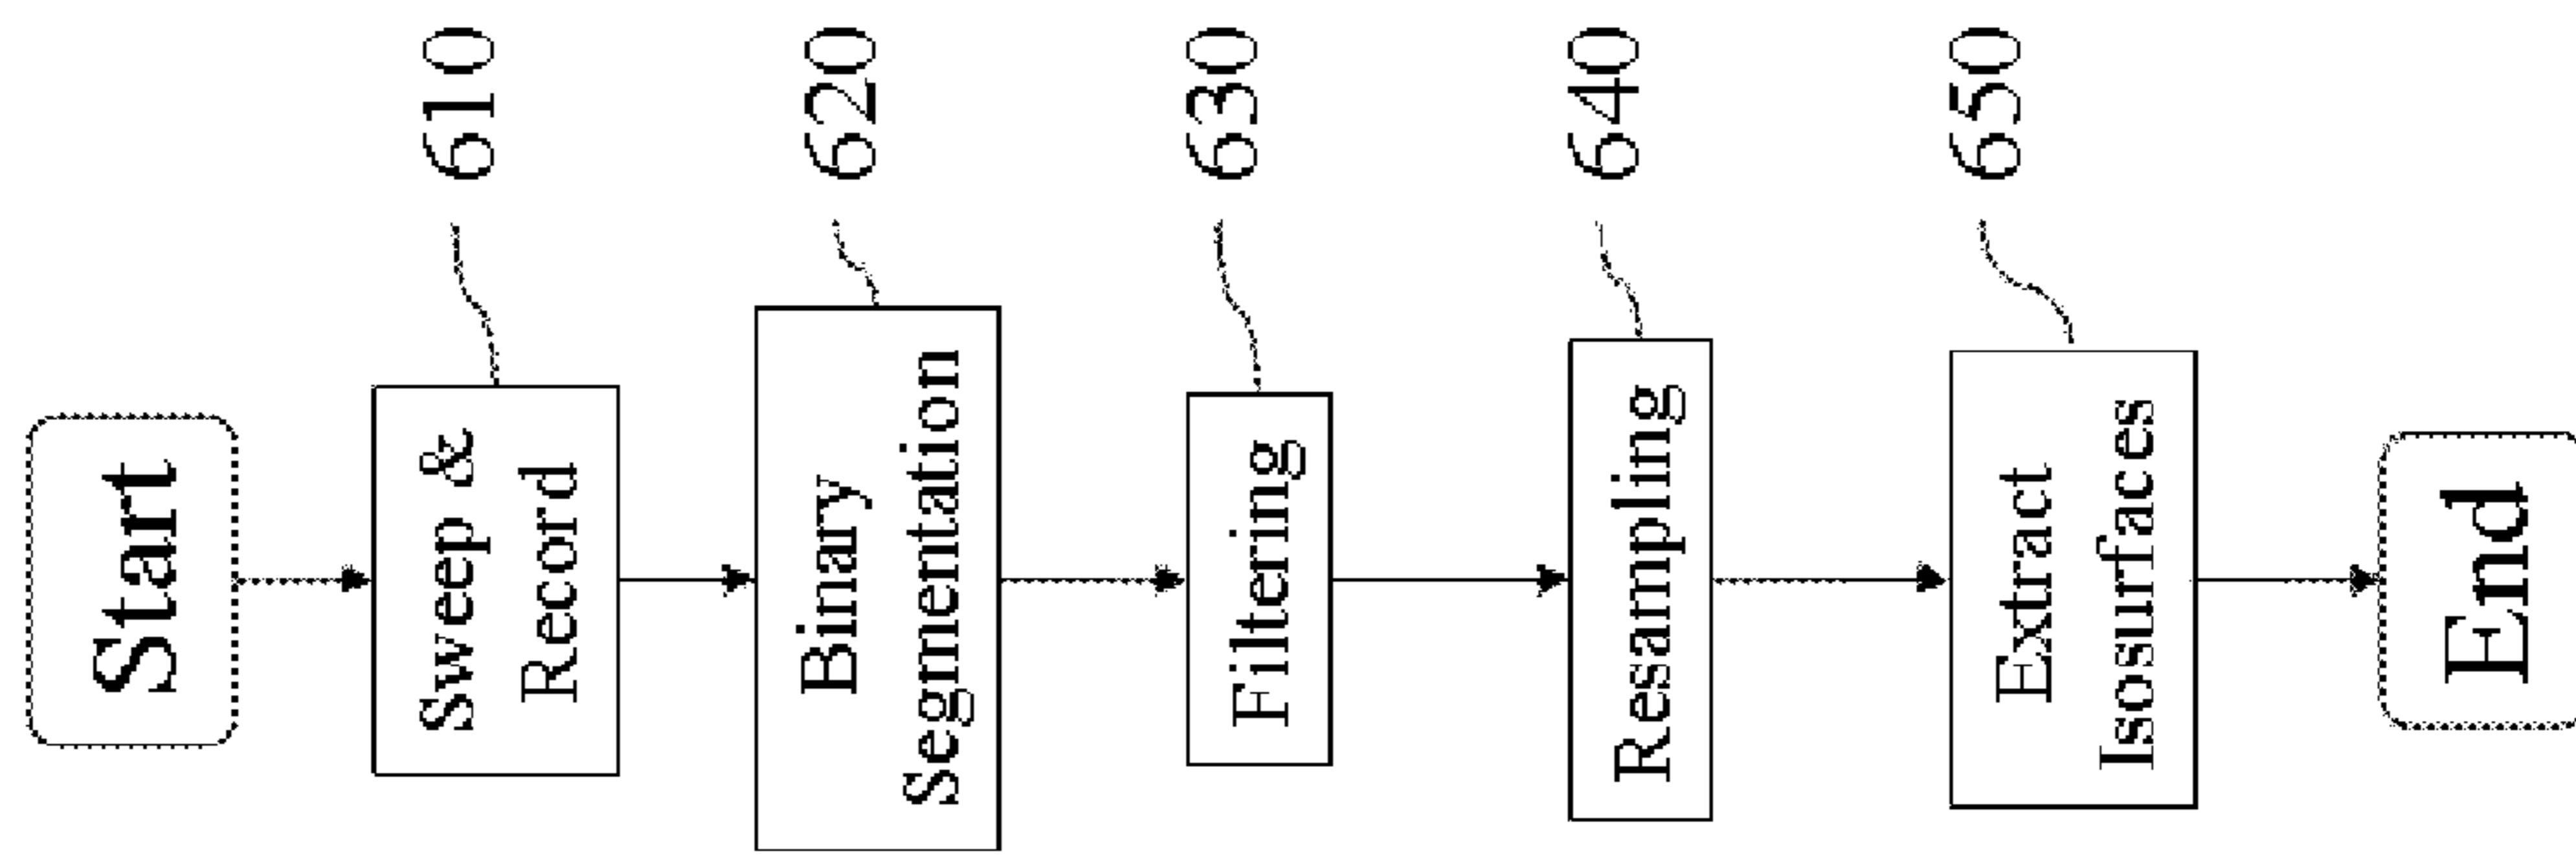 Start
Sweep &
Record
610
Binary
Segmentation
620
Filtering
630
Resampling
640
Extract
Isosurfaces
650
End